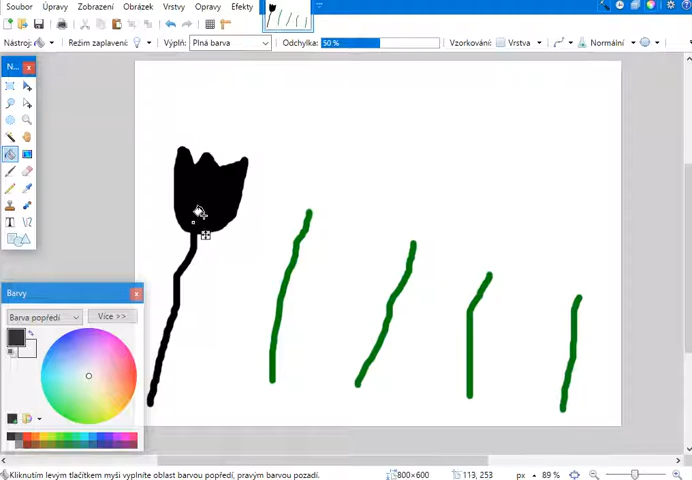 Soubor Úpravy Zobrazení Obrázek Vrstvy Opravy Efekty
Nástroj: Režim zaplavení: Výplň: Plná barva Odchylka: 50 % Vzorkování: Vrstva Normální
N...
T
Barvy
Barva popředí Více >>
Kliknutím levým tlačítkem myši vyplníte oblast barvou popředí, pravým barvou pozadí. 800×600 113, 253 px 89 %